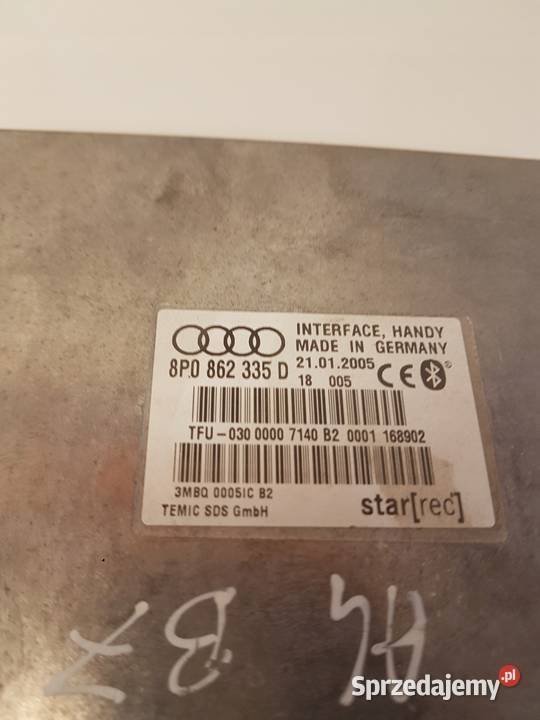 INTERFACE, HANDY
MADE IN GERMANY
8P0 862 335 D
21.01.2005
18 005
CE
TFU-030 0000 7140 B2 0001 168902
3MBQ 0005IC B2
TEMIC SDS GmbH
star[rec]
A4
B7
Sprzedajemy.pl